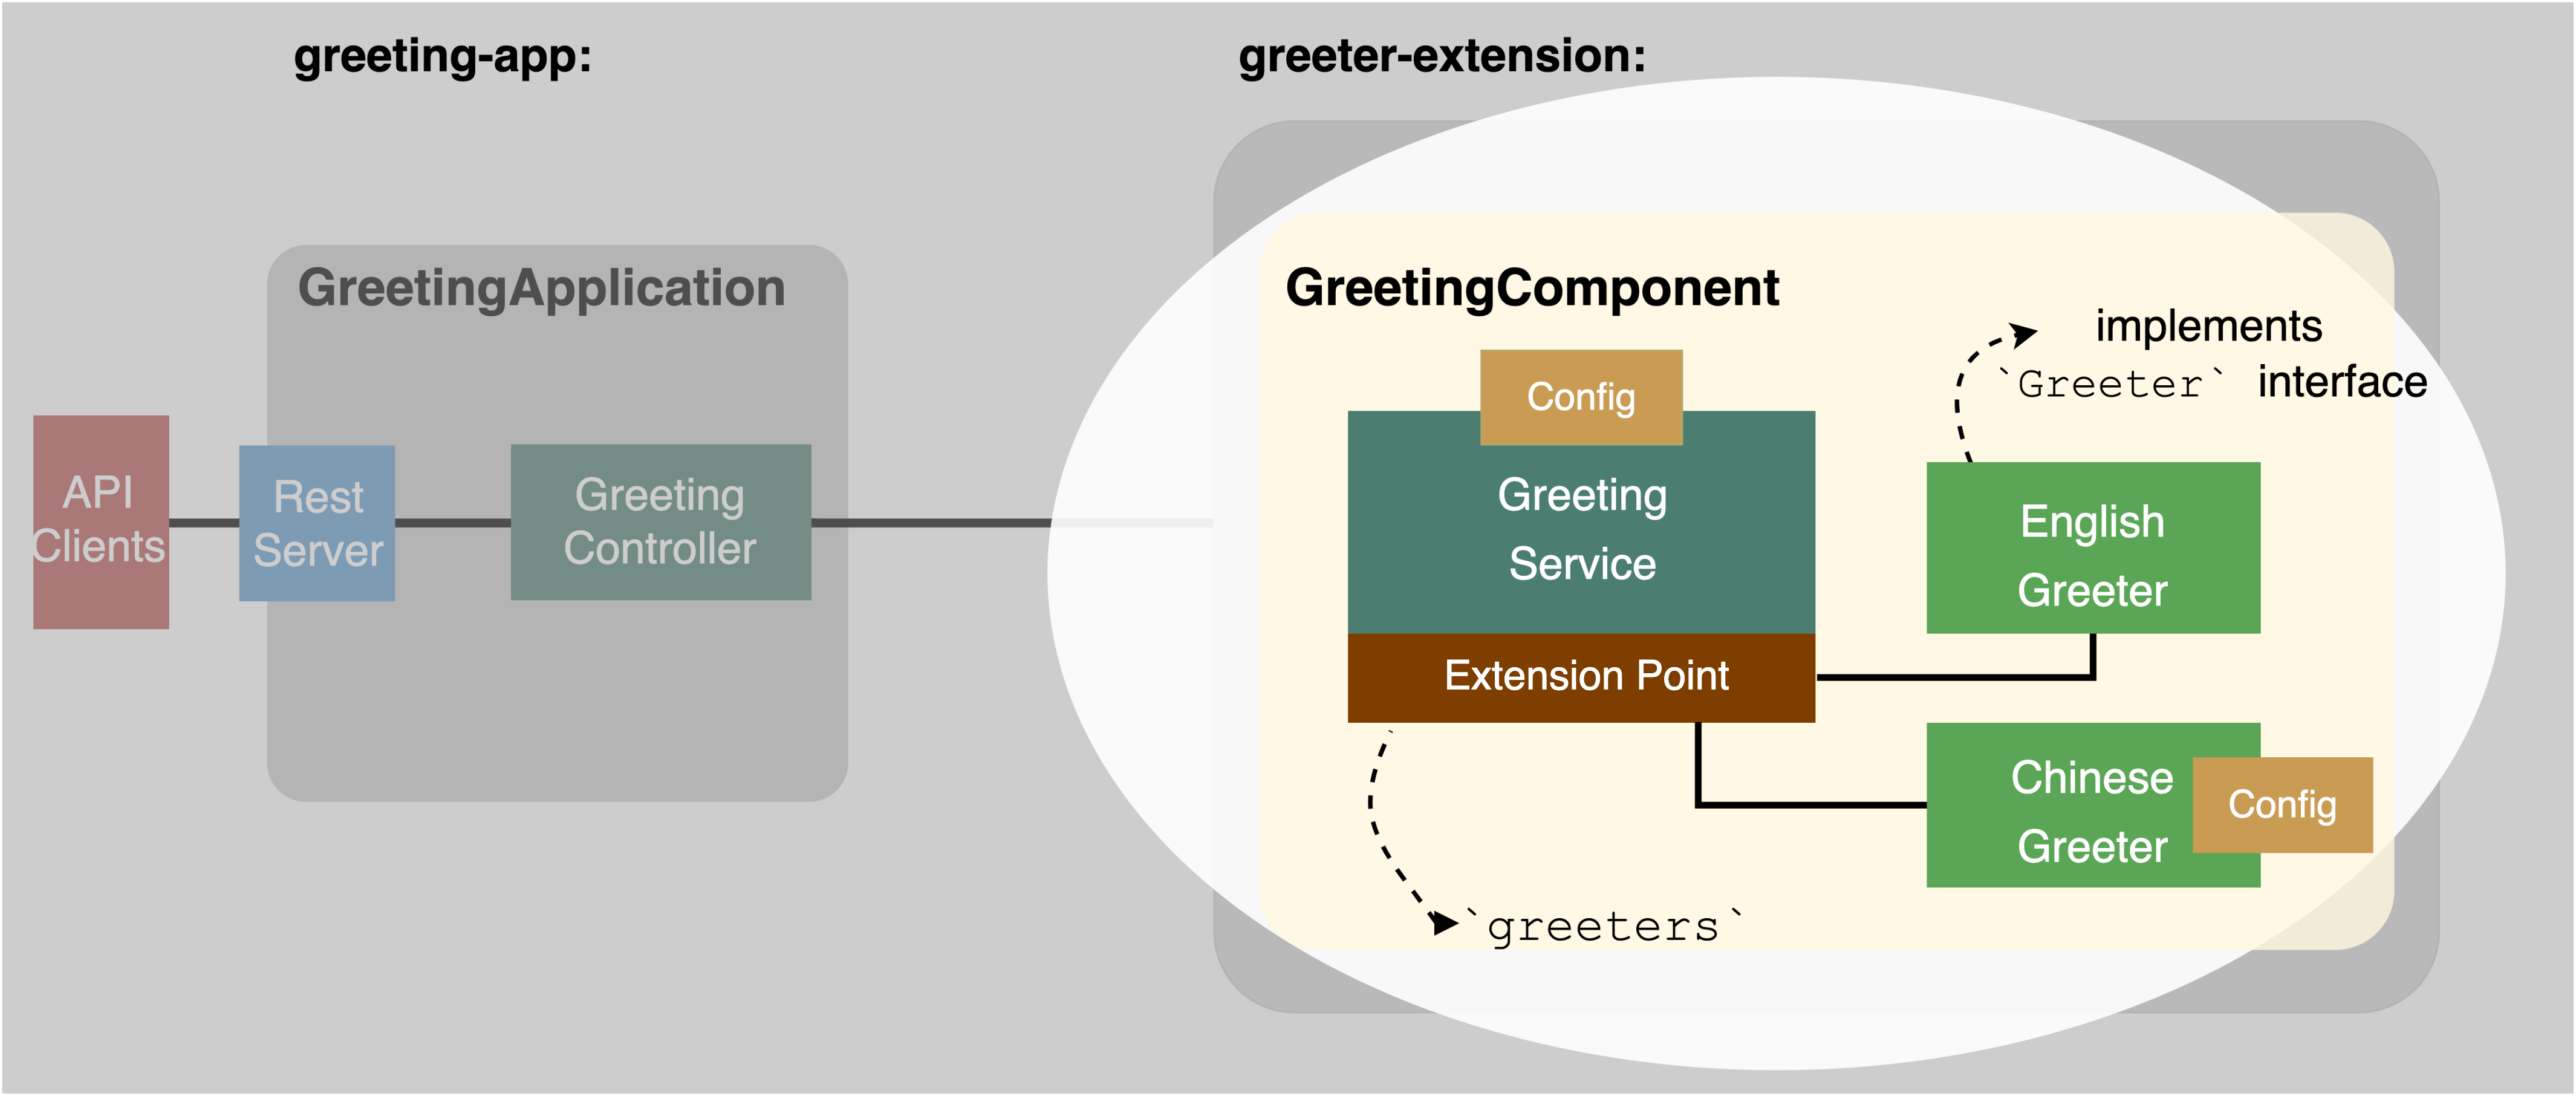 greeting-app:
greeter-extension:
GreetingApplication
API
Clients
Rest
Server
Greeting
Controller
GreetingComponent
Config
Greeting
Service
Extension Point
`greeters`
implements
`Greeter` interface
English
Greeter
Chinese
Greeter
Config